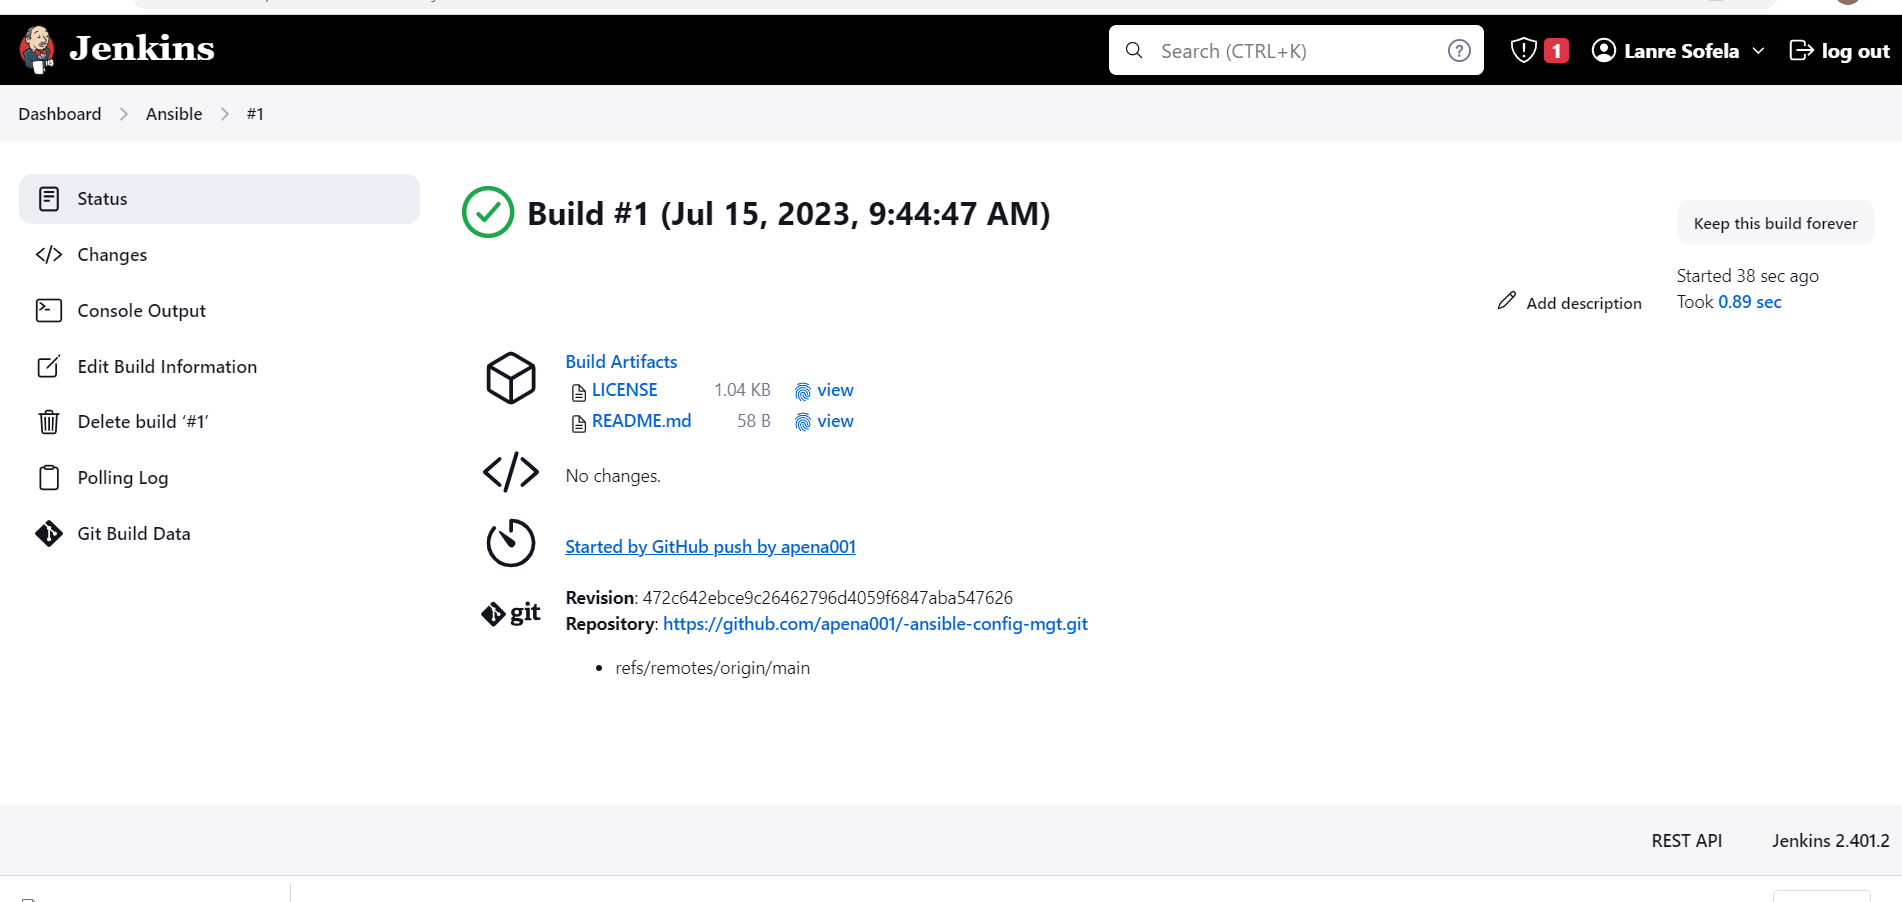 Jenkins
Search (CTRL+K)
1
Lanre Sofela
log out
Dashboard
Ansible
#1
Status
Changes
Console Output
Edit Build Information
Delete build ‘#1’
Polling Log
Git Build Data
Build #1 (Jul 15, 2023, 9:44:47 AM)
Keep this build forever
Add description
Started 38 sec ago
Took 0.89 sec
Build Artifacts
LICENSE 1.04 KB view
README.md 58 B view
No changes.
Started by GitHub push by apena001
git
Revision: 472c642ebce9c26462796d4059f6847aba547626
Repository: https://github.com/apena001/-ansible-config-mgt.git
• refs/remotes/origin/main
REST API
Jenkins 2.401.2